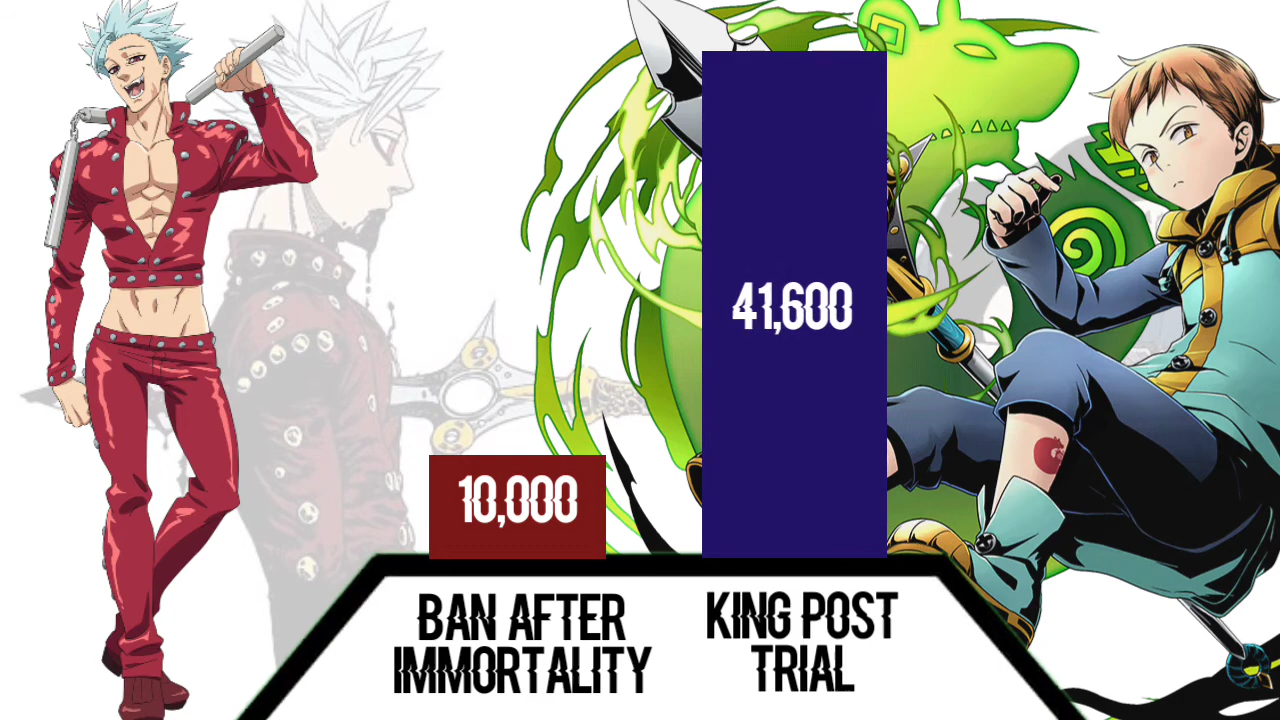 10,000
41,600
BAN AFTER
IMMORTALITY
KING POST
TRIAL